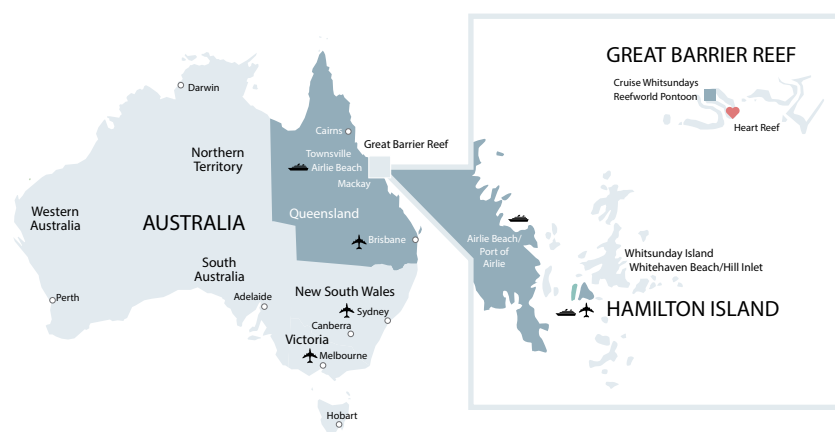 Darwin
Cairns
Great Barrier Reef
Northern
Territory
Townsville
Airlie Beach
Mackay
Western
Australia
AUSTRALIA
Queensland
Brisbane
South
Australia
New South Wales
Perth
Adelaide
Sydney
Canberra
Victoria
Melbourne
Hobart
GREAT BARRIER REEF
Cruise Whitsundays
Reefworld Pontoon
Heart Reef
Airlie Beach/
Port of
Airlie
Whitsunday Island
Whitehaven Beach/Hill Inlet
HAMILTON ISLAND